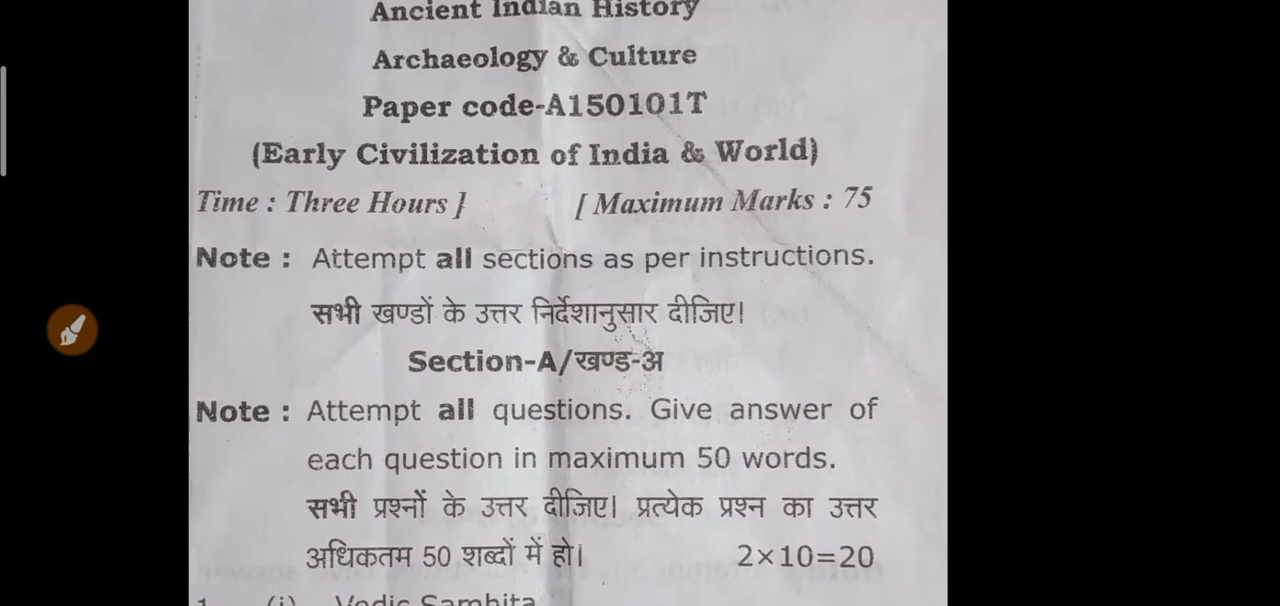 Ancient Indian History
Archaeology & Culture
Paper code-A150101T
(Early Civilization of India & World)
Time : Three Hours ] [ Maximum Marks : 75
Note : Attempt all sections as per instructions.
सभी खण्डों के उत्तर निर्देशानुसार दीजिए।
Section-A/खण्ड-अ
Note : Attempt all questions. Give answer of
each question in maximum 50 words.
सभी प्रश्नों के उत्तर दीजिए। प्रत्येक प्रश्न का उत्तर
अधिकतम 50 शब्दों में हो। 2×10=20
1. (i) Vedic Samhita